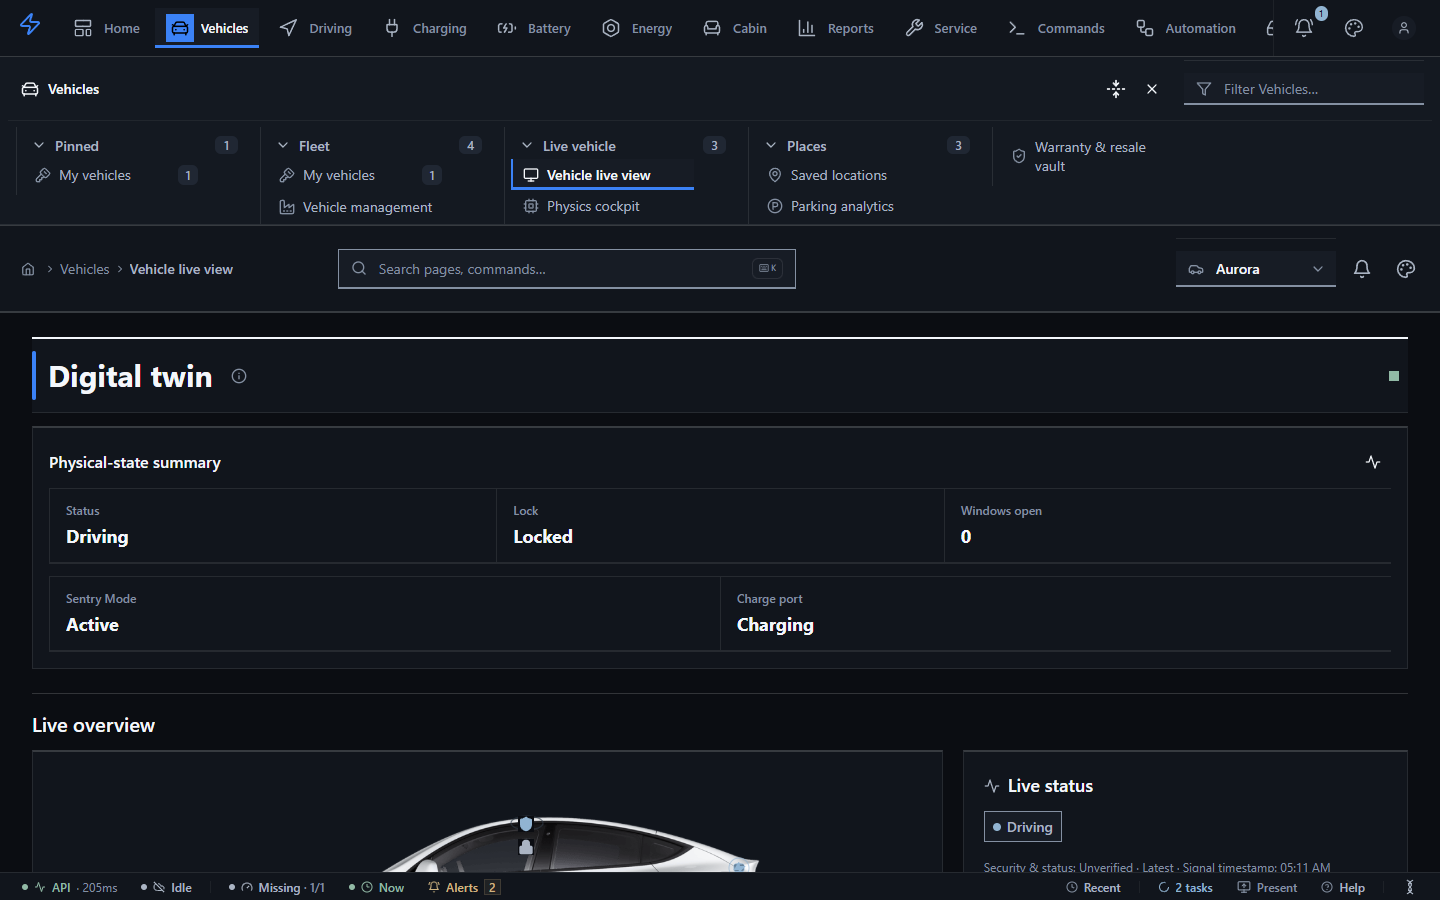 Home
Vehicles
Driving
Charging
Battery
Energy
Cabin
Reports
Service
Commands
Automation
1
Vehicles
Filter Vehicles...
Pinned 1
My vehicles 1
Fleet 4
My vehicles 1
Vehicle management
Live vehicle 3
Vehicle live view
Physics cockpit
Places 3
Saved locations
Parking analytics
Warranty & resale
vault
Vehicles
Vehicle live view
Search pages, commands...
K
Aurora
Digital twin
Physical-state summary
Status
Driving
Lock
Locked
Windows open
0
Sentry Mode
Active
Charge port
Charging
Live overview
Live status
Driving
Security & status: Unverified · Latest · Signal timestamp: 05:11 AM
API · 205ms
Idle
Missing · 1/1
Now
Alerts 2
Recent
2 tasks
Present
Help